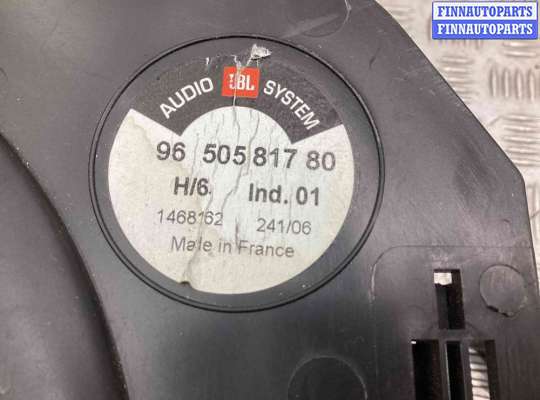 FINNAUTOPARTS
FINNAUTOPARTS
AUDIO JBL SYSTEM
96 505 817 80
H/6. Ind. 01
1468162 241/06
Made in France